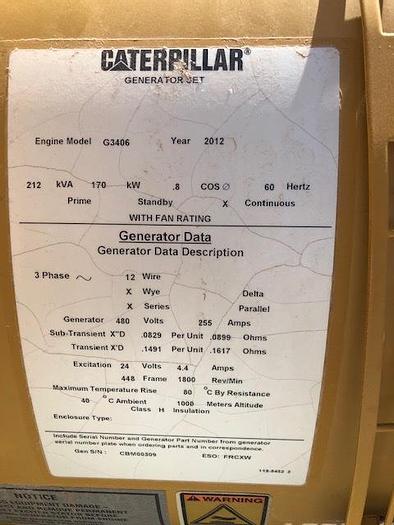 CATERPILLAR®
GENERATOR SET
Engine Model G3406 Year 2012
212 kVA 170 kW .8 COS Ø 60 Hertz
Prime Standby X Continuous
WITH FAN RATING
Generator Data
Generator Data Description
3 Phase ~ 12 Wire
X Wye Delta
X Series Parallel
Generator 480 Volts 255 Amps
Sub-Transient X"D .0829 Per Unit .0899 Ohms
Transient X'D .1491 Per Unit .1617 Ohms
Excitation 24 Volts 4.4 Amps
448 Frame 1800 Rev/Min
Maximum Temperature Rise 80 °C By Resistance
40 °C Ambient 1000 Meters Altitude
Class H Insulation
Enclosure Type:
Include Serial Number and Generator Part Number from generator
serial number plate when ordering parts and in correspondence.
Gen S/N : CBM00309 ESO: FRCXW
NOTICE
EQUIPMENT DAMAGE
WARNING